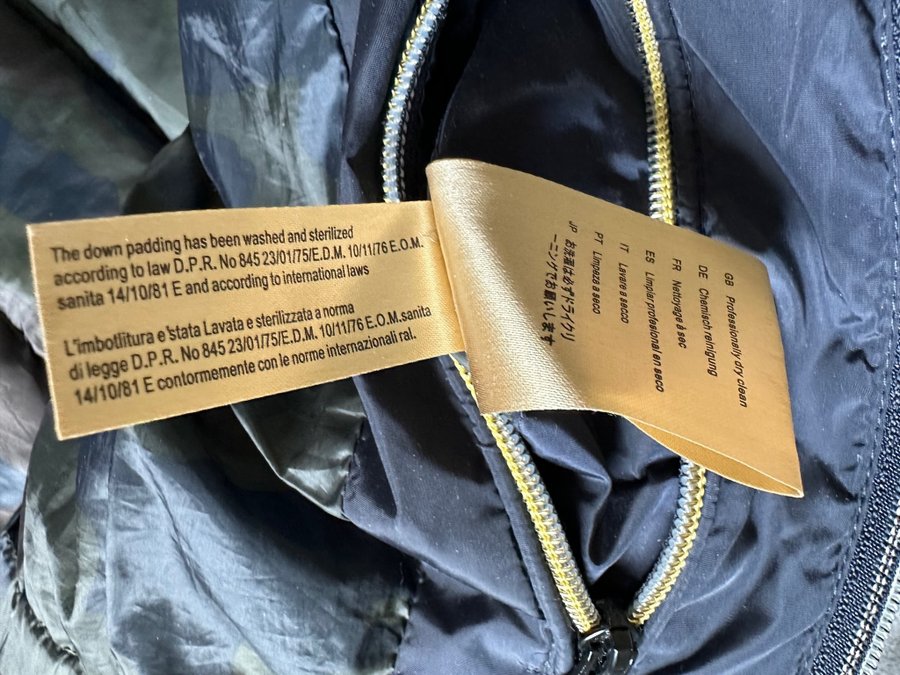 The down padding has been washed and sterilized
according to law D.P.R. No 845 23/01/75/E.D.M. 10/11/76 E.O.M.
sanita 14/10/81 E and according to international laws
L'imbotlitura e'stata Lavata e sterilizzata a norma
di legge D.P.R. No 845 23/01/75/E.D.M. 10/11/76 E.O.M.sanita
14/10/81 E contormemente con le norme internazionali ral.
GB Professionally dry clean
DE Chemisch reinigung
FR Nettoyage á sec
ES Limpiar profesional en seco
IT Lavare a secco
PT Limpaza a seco
JP お洗濯は必ずドライクリ
ーニングでお願いします